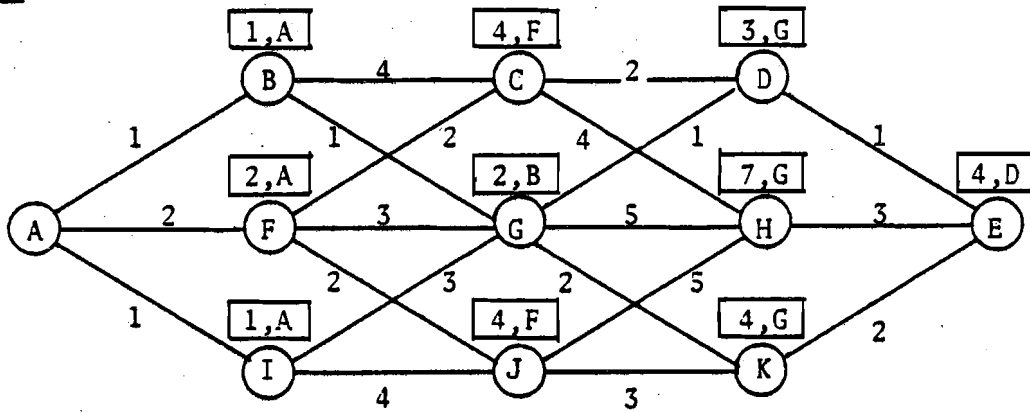 1,A 4,F 3,G
B 4 C 2 D
1 1 2 4 1 1
2,A 2,B 7,G 4,D
A 2 F 3 G 5 H 3 E
2 3 2 5
1 1,A 4,F 4,G 2
I 4 J 3 K